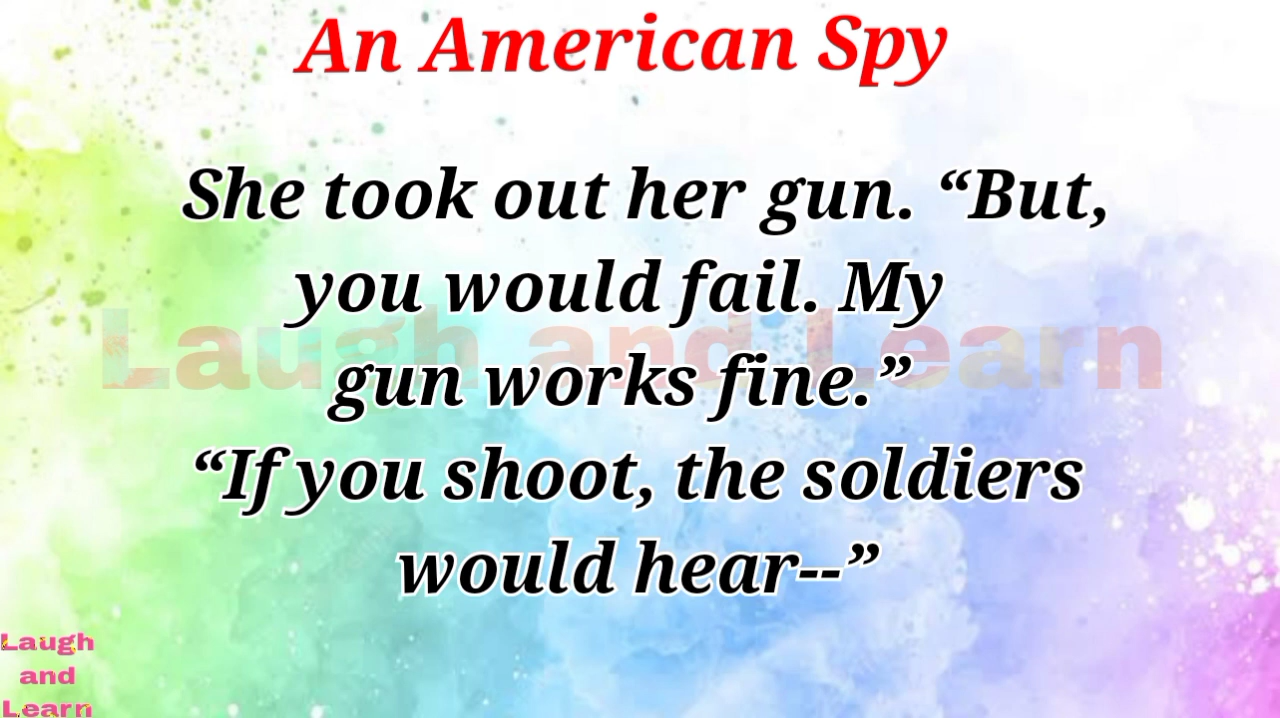 An American Spy
She took out her gun. “But,
you would fail. My
gun works fine.”
“If you shoot, the soldiers
would hear--”
Laugh and Learn
Laugh
and
Learn